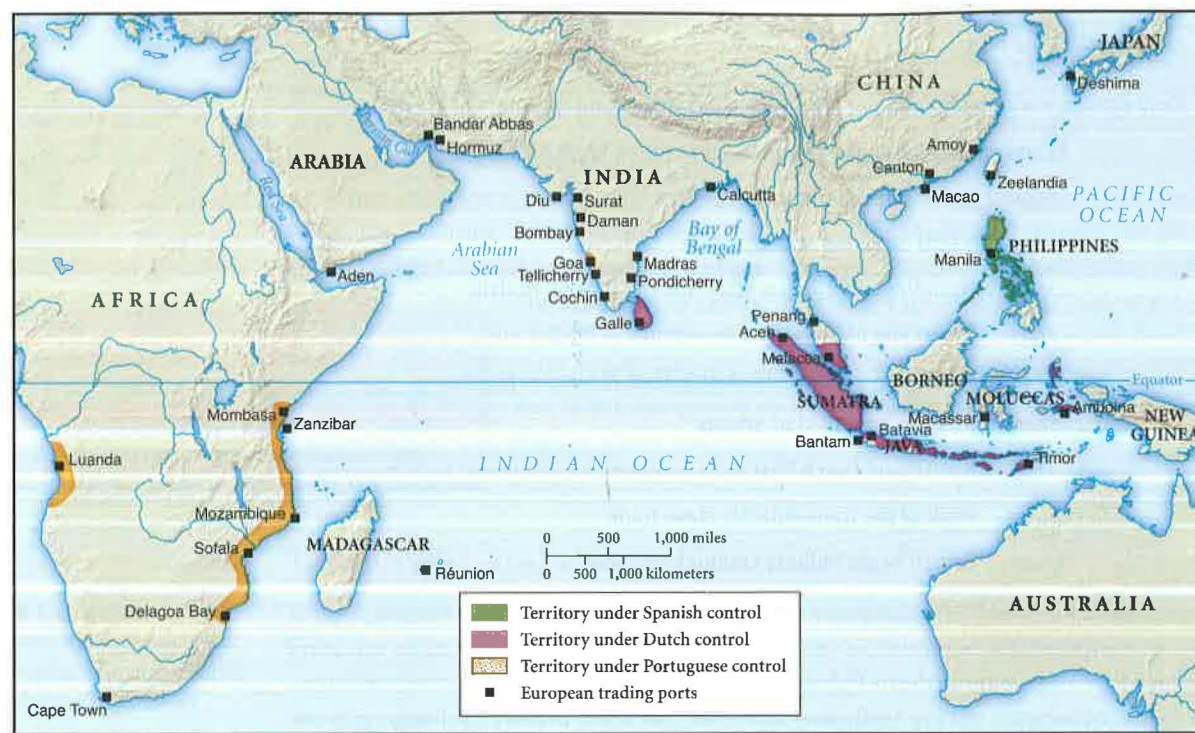 JAPAN
Deshima
CHINA
Bandar Abbas
Persian Gulf
Hormuz
ARABIA
Amoy
Canton
Zeelandia
Macao
INDIA
Diu
Surat
Calcutta
Daman
Bombay
Red Sea
PACIFIC
OCEAN
Bay of
Bengal
Arabian
Sea
PHILIPPINES
Manila
Goa
Madras
Tellicherry
Pondicherry
Aden
Cochin
AFRICA
Galle
Penang
Aceh
Malacca
BORNEO
Equator
SUMATRA
MOLUCCAS
Amboina
Macassar
NEW
GUINEA
Mombasa
Zanzibar
Batavia
Bantam
JAVA
Timor
Luanda
INDIAN OCEAN
Mozambique
Sofala
MADAGASCAR
0 500 1,000 miles
0 500 1,000 kilometers
Réunion
Delagoa Bay
AUSTRALIA
Territory under Spanish control
Territory under Dutch control
Territory under Portuguese control
European trading ports
Cape Town